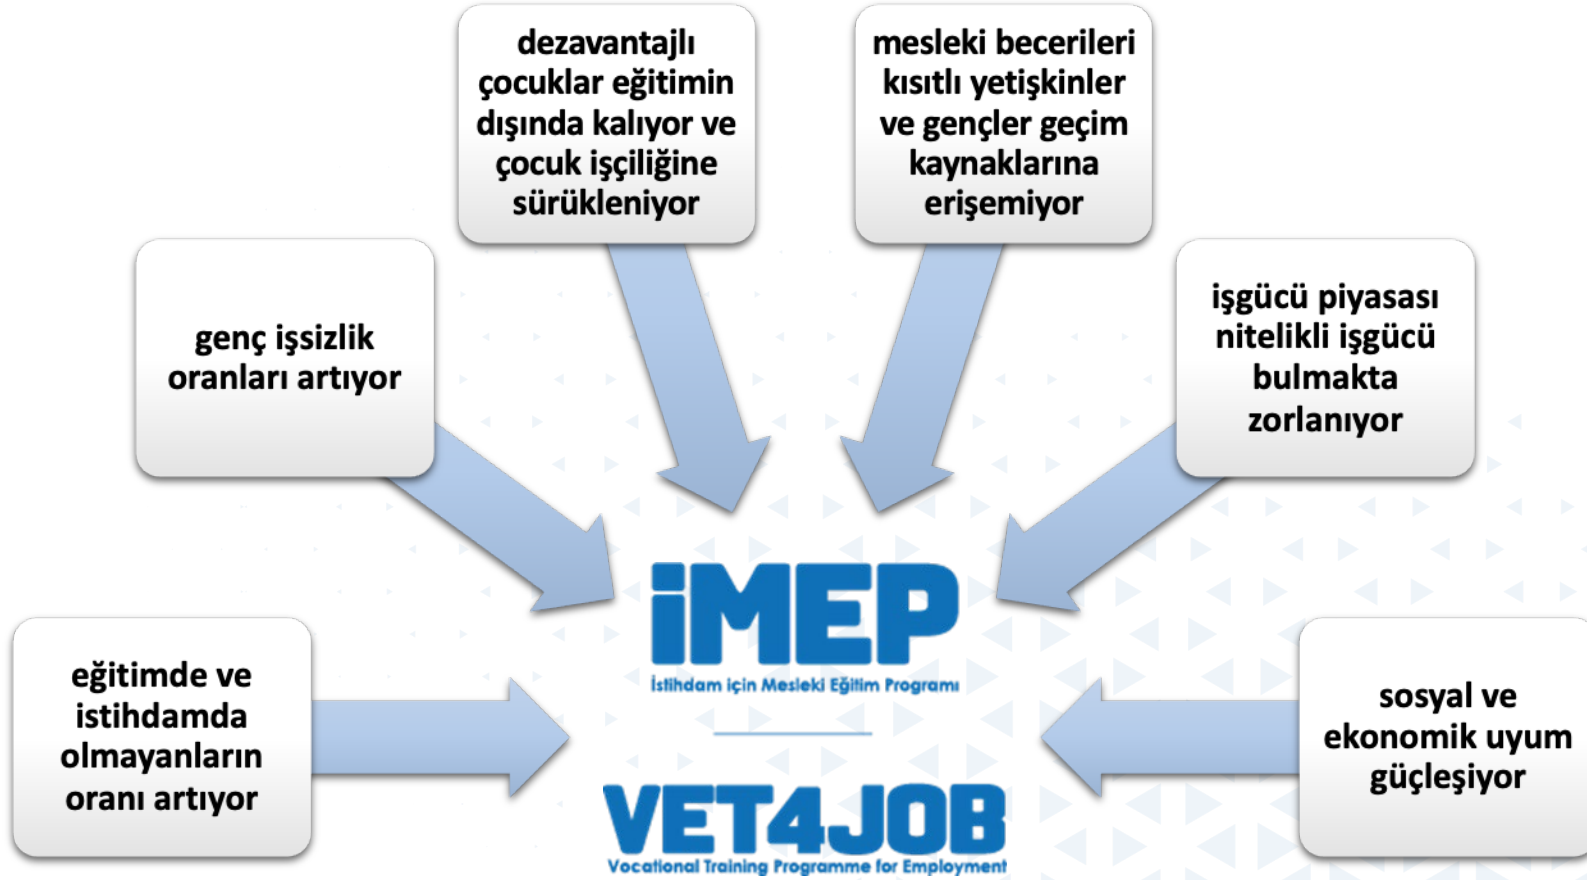 dezavantajlı
çocuklar eğitimin
dışında kalıyor ve
çocuk işçiliğine
sürükleniyor
mesleki becerileri
kısıtlı yetişkinler
ve gençler geçim
kaynaklarına
erişemiyor
genç işsizlik
oranları artıyor
işgücü piyasası
nitelikli işgücü
bulmakta
zorlanıyor
eğitimde ve
istihdamda
olmayanların
oranı artıyor
sosyal ve
ekonomik uyum
güçleşiyor
iMEP
İstihdam için Mesleki Eğitim Programı
VET4JOB
Vocational Training Programme for Employment